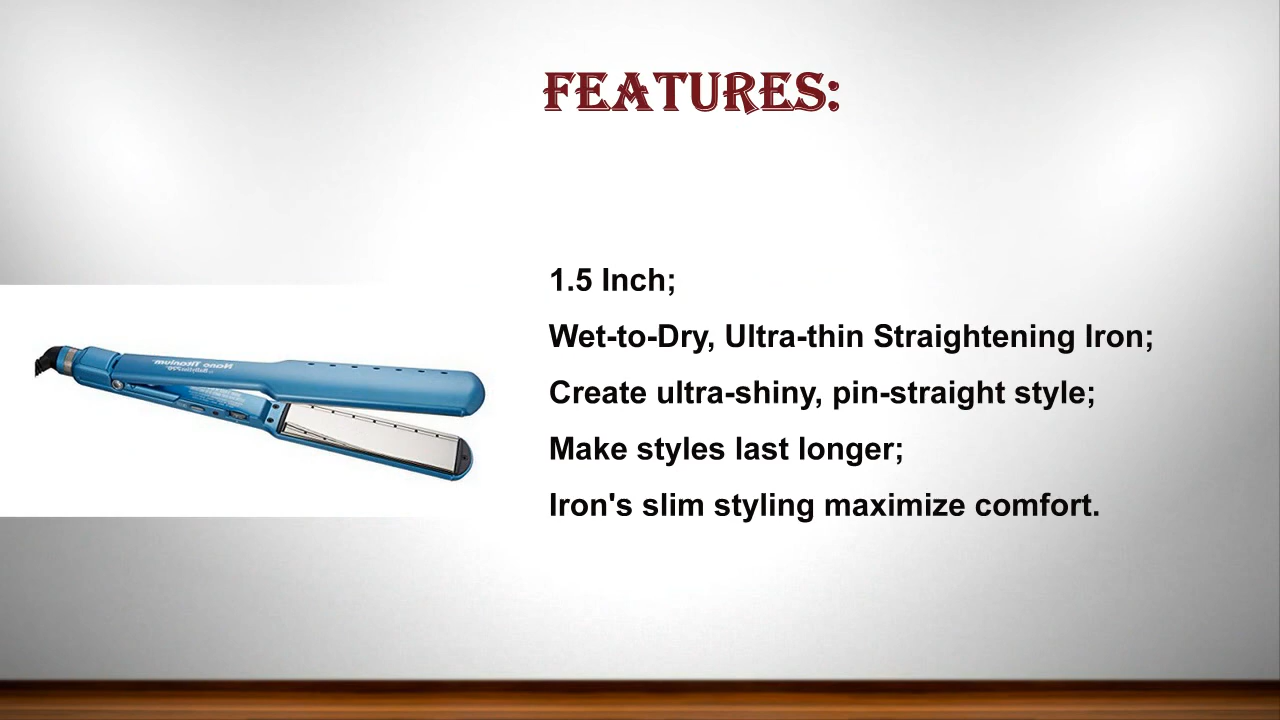 FEATURES:
1.5 Inch;
Wet-to-Dry, Ultra-thin Straightening Iron;
Create ultra-shiny, pin-straight style;
Make styles last longer;
Iron's slim styling maximize comfort.
Nano Titanium
BaBylissPRO